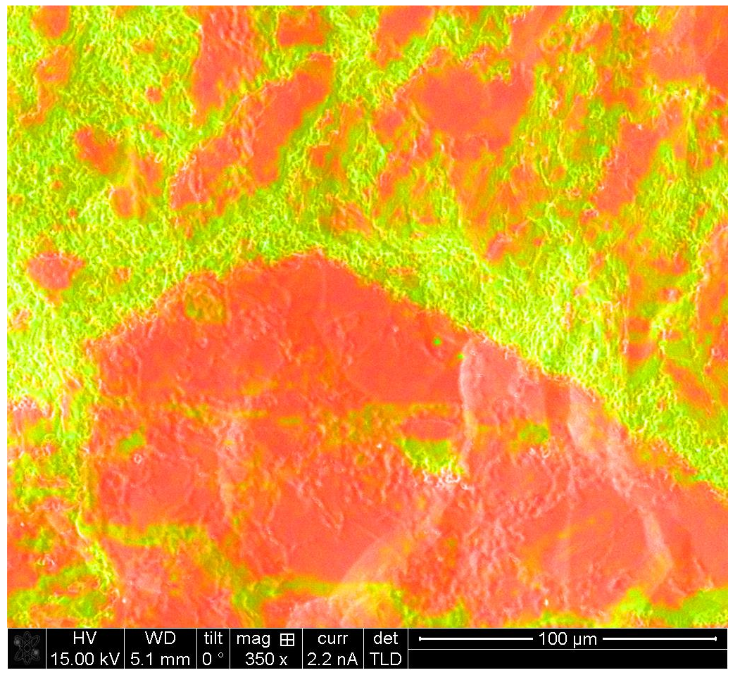 HV WD tilt mag ⊞ curr det
15.00 kV 5.1 mm 0 ° 350 x 2.2 nA TLD
100 µm